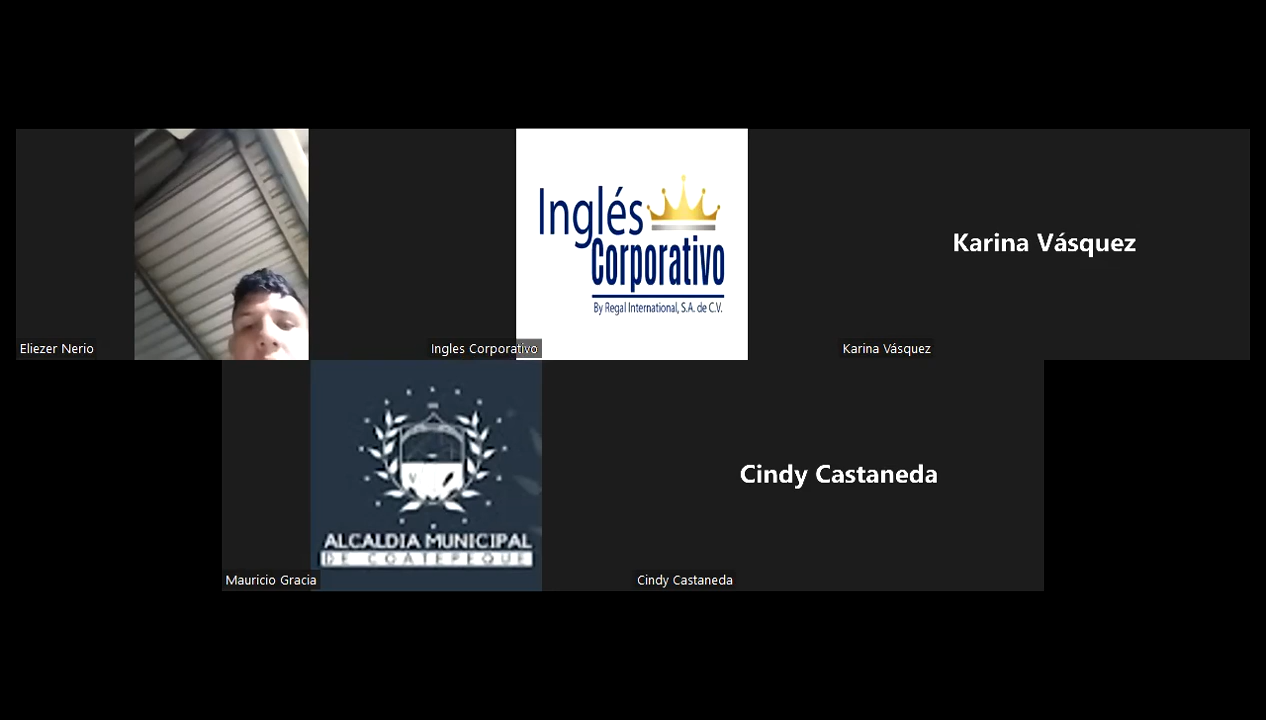 Inglés
Corporativo
By Regal International, S.A. de C.V.
Karina Vásquez
Eliezer Nerio
Ingles Corporativo
Karina Vásquez
ALCALDIA MUNICIPAL
DE COATEPEQUE
Cindy Castaneda
Mauricio Gracia
Cindy Castaneda